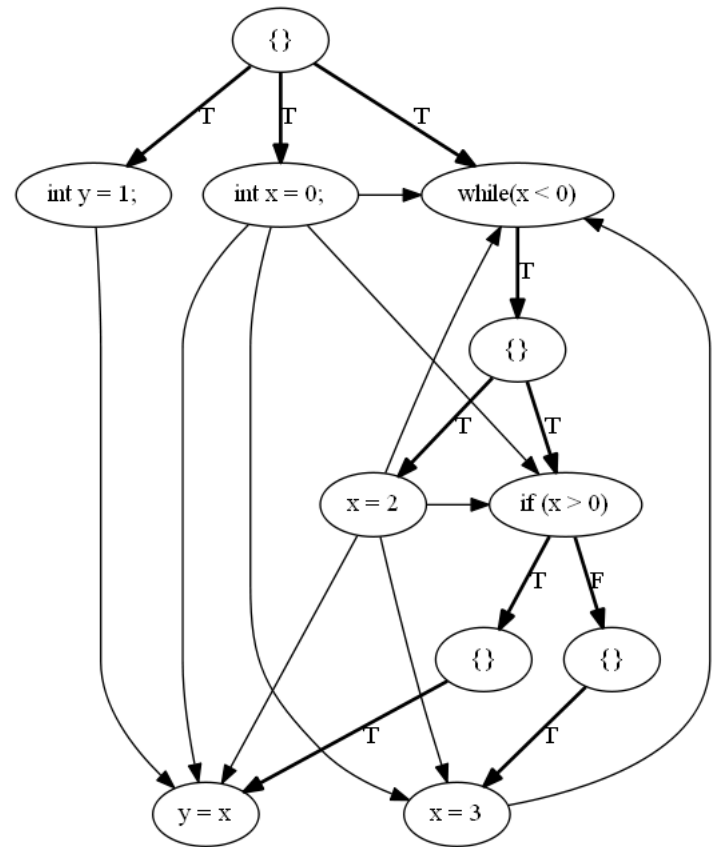 {}
T
T
T
int y = 1;
int x = 0;
while(x < 0)
T
{}
T
T
x = 2
if (x > 0)
T
F
{}
{}
T
T
y = x
x = 3